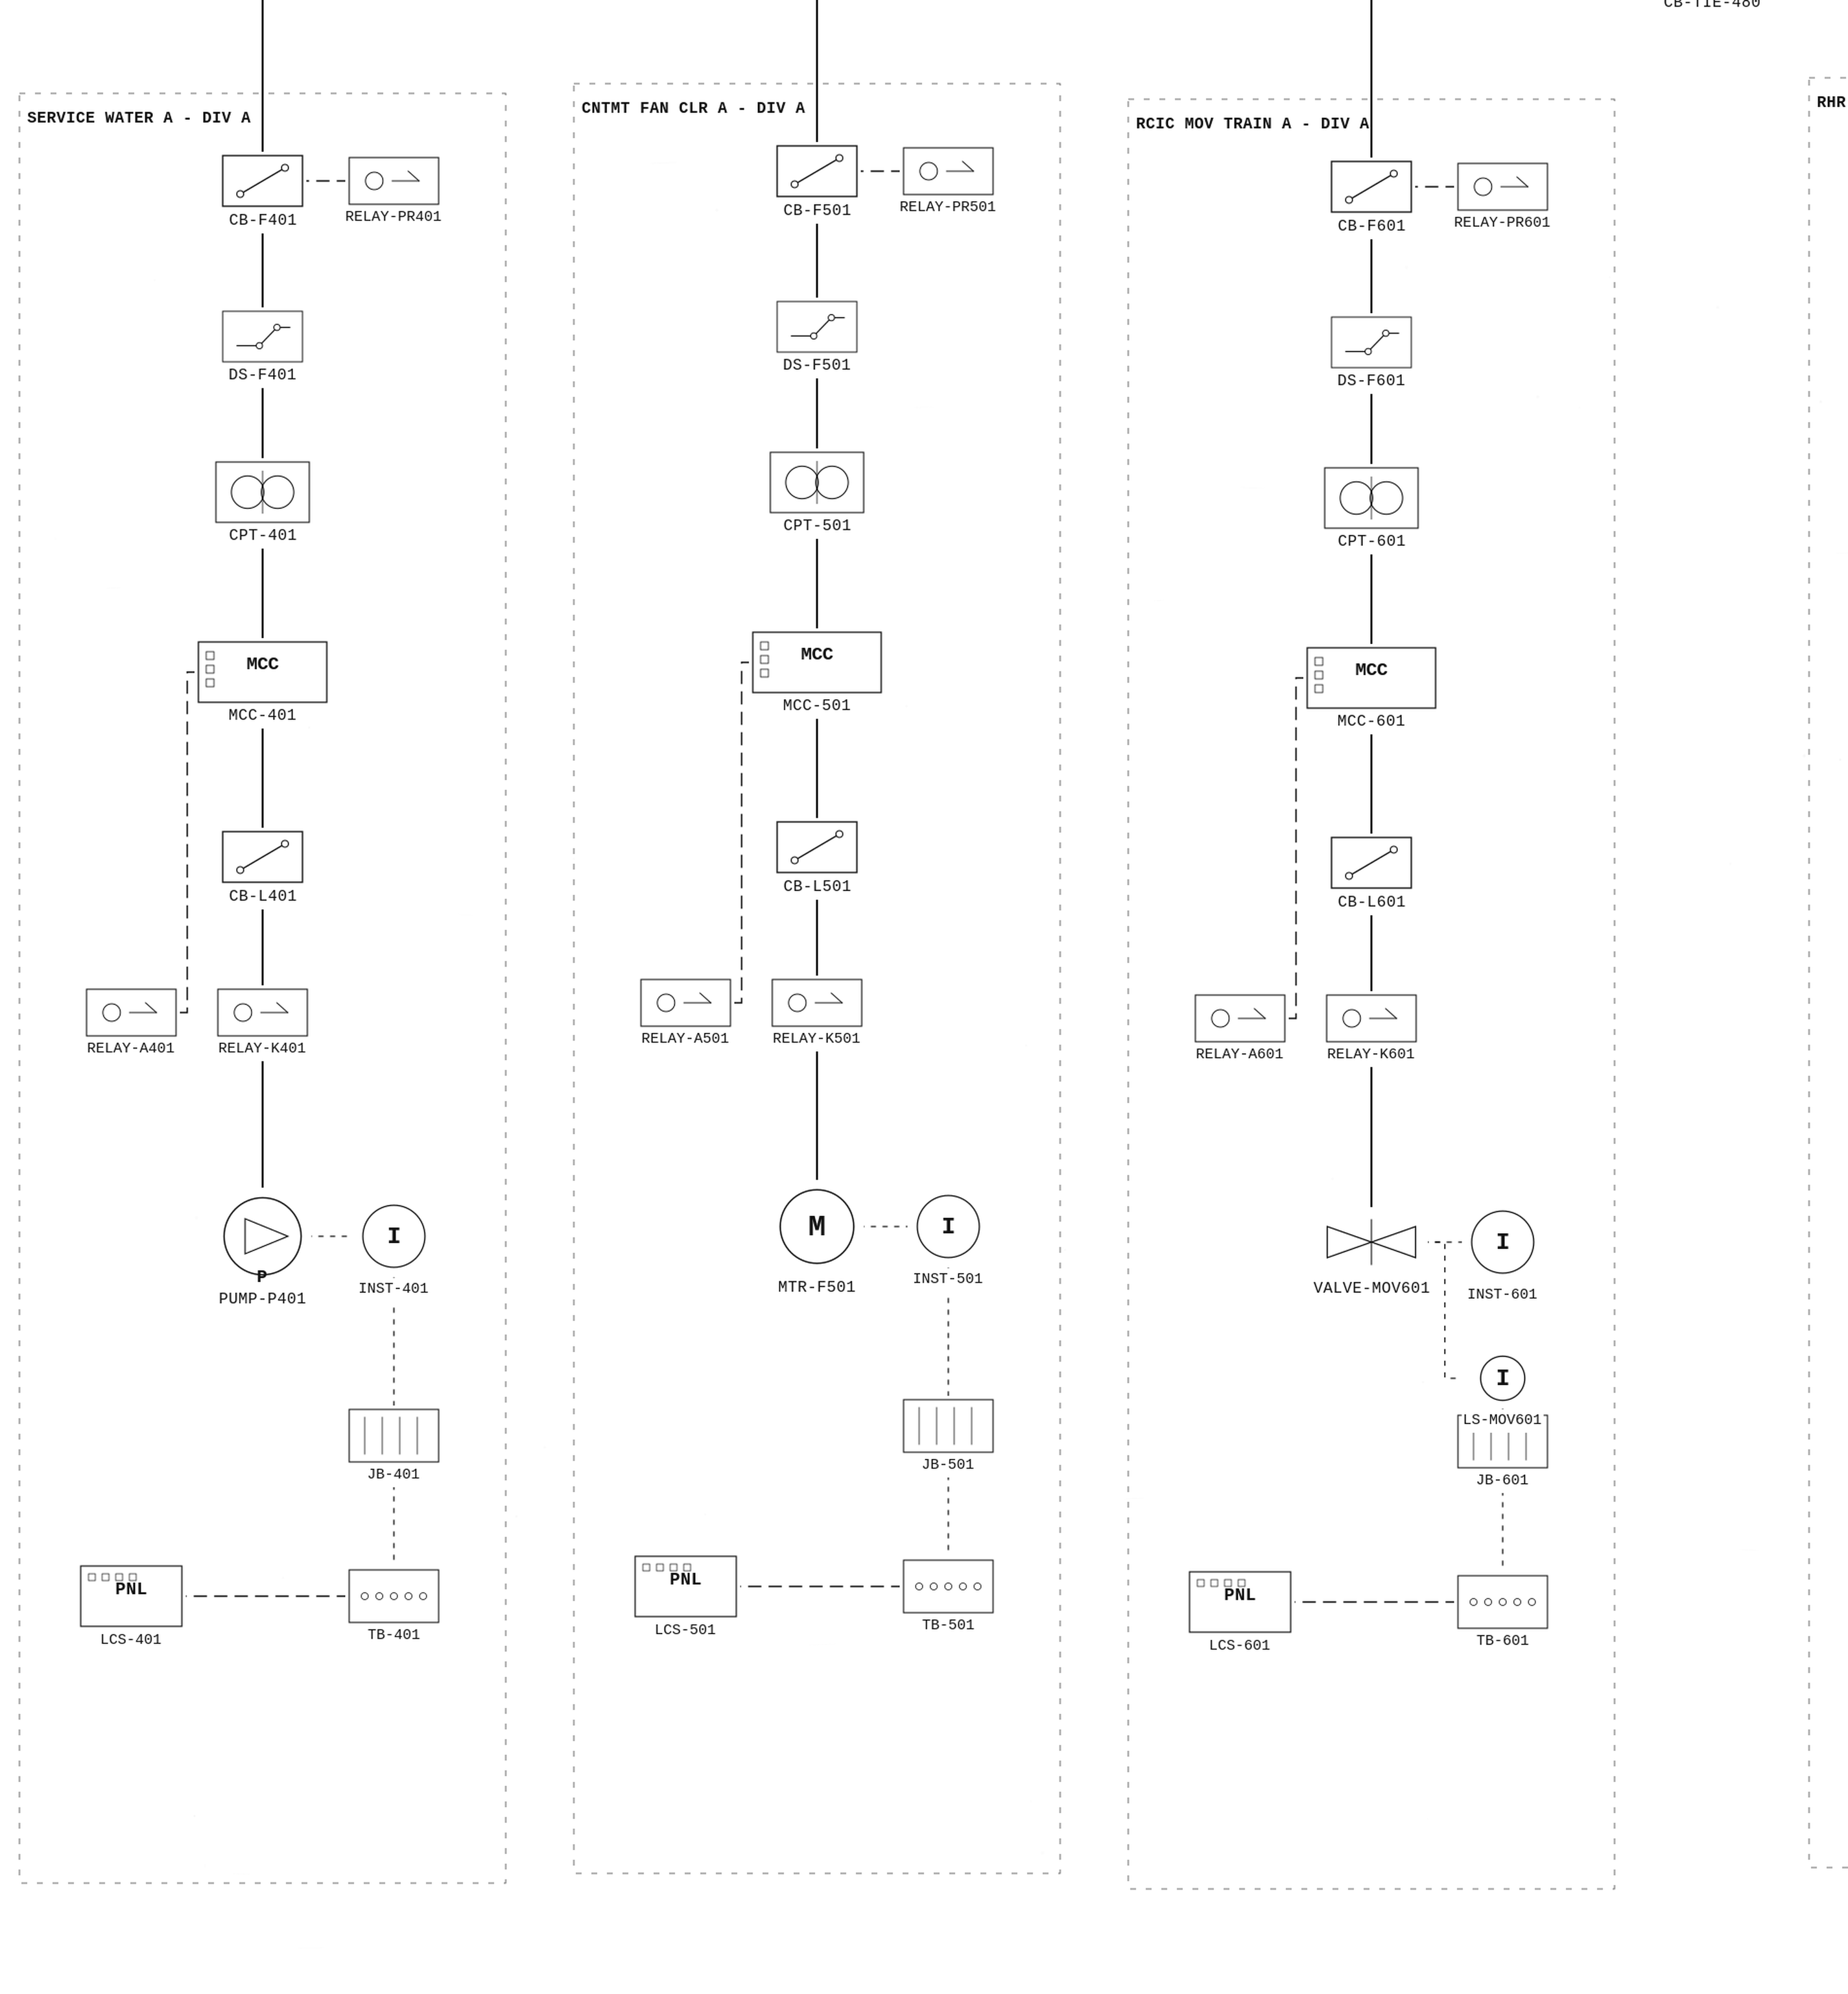 CB-TIE-480
SERVICE WATER A - DIV A
CB-F401
RELAY-PR401
DS-F401
CPT-401
MCC
MCC-401
CB-L401
RELAY-A401
RELAY-K401
P
PUMP-P401
I
INST-401
JB-401
PNL
LCS-401
TB-401
CNTMT FAN CLR A - DIV A
CB-F501
RELAY-PR501
DS-F501
CPT-501
MCC
MCC-501
CB-L501
RELAY-A501
RELAY-K501
M
MTR-F501
I
INST-501
JB-501
PNL
LCS-501
TB-501
RCIC MOV TRAIN A - DIV A
CB-F601
RELAY-PR601
DS-F601
CPT-601
MCC
MCC-601
CB-L601
RELAY-A601
RELAY-K601
VALVE-MOV601
I
INST-601
I
LS-MOV601
JB-601
PNL
LCS-601
TB-601
RHR